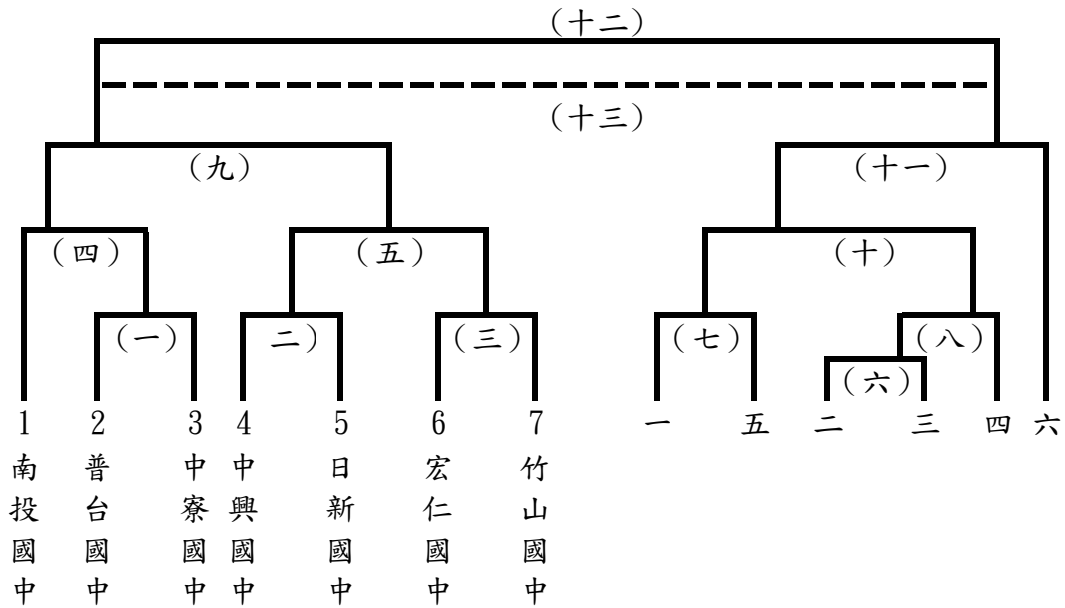 (十二)
(十三)
(九)
(十一)
(四)
(五)
(十)
(一)
二)
(三)
(七)
(八)
(六)
1 2 3 4 5 6 7
一 五 二 三 四 六
南投國中
普台國中
中寮國中
中興國中
日新國中
宏仁國中
竹山國中